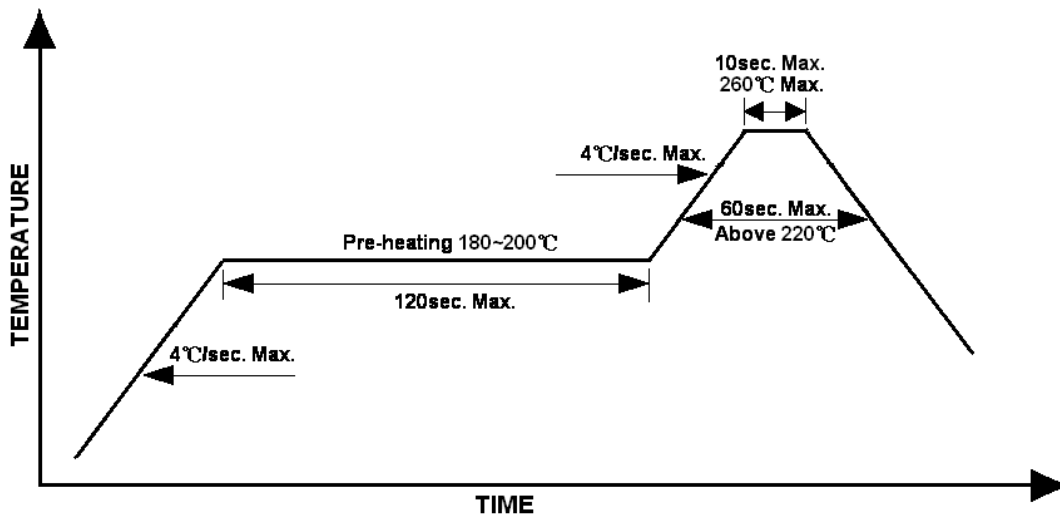 10sec. Max.
260℃ Max.
4℃/sec. Max.
60sec. Max.
Above 220℃
Pre-heating 180~200℃
120sec. Max.
4℃/sec. Max.
TEMPERATURE
TIME